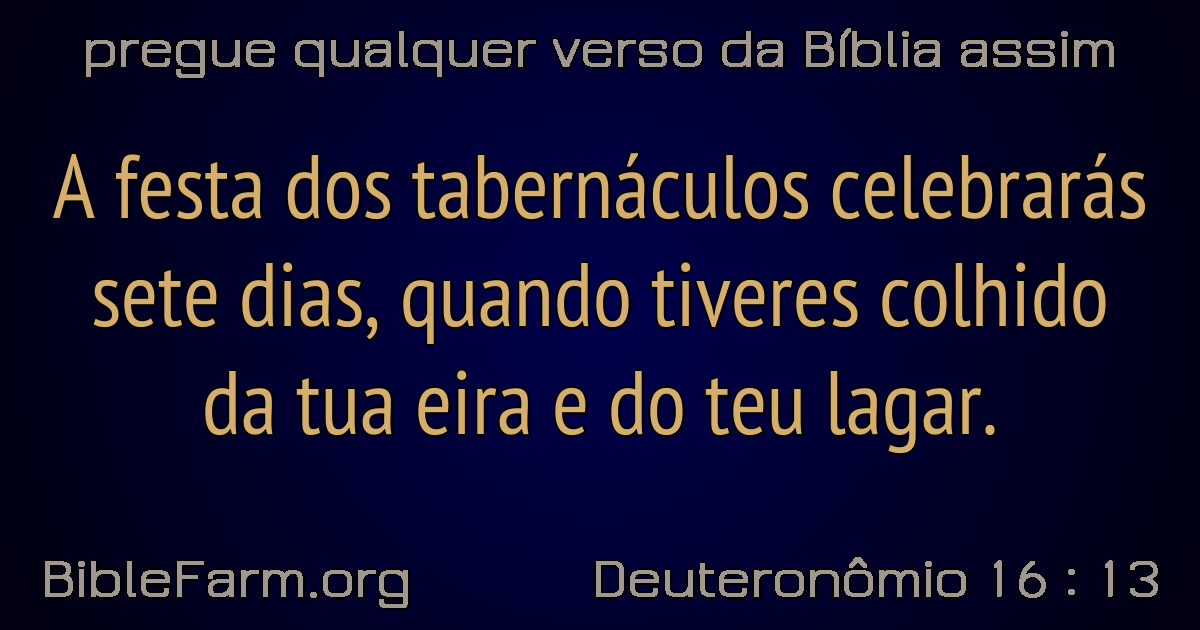 pregue qualquer verso da Bíblia assim
A festa dos tabernáculos celebrarás
sete dias, quando tiveres colhido
da tua eira e do teu lagar.
BibleFarm.org
Deuteronômio 16 : 13